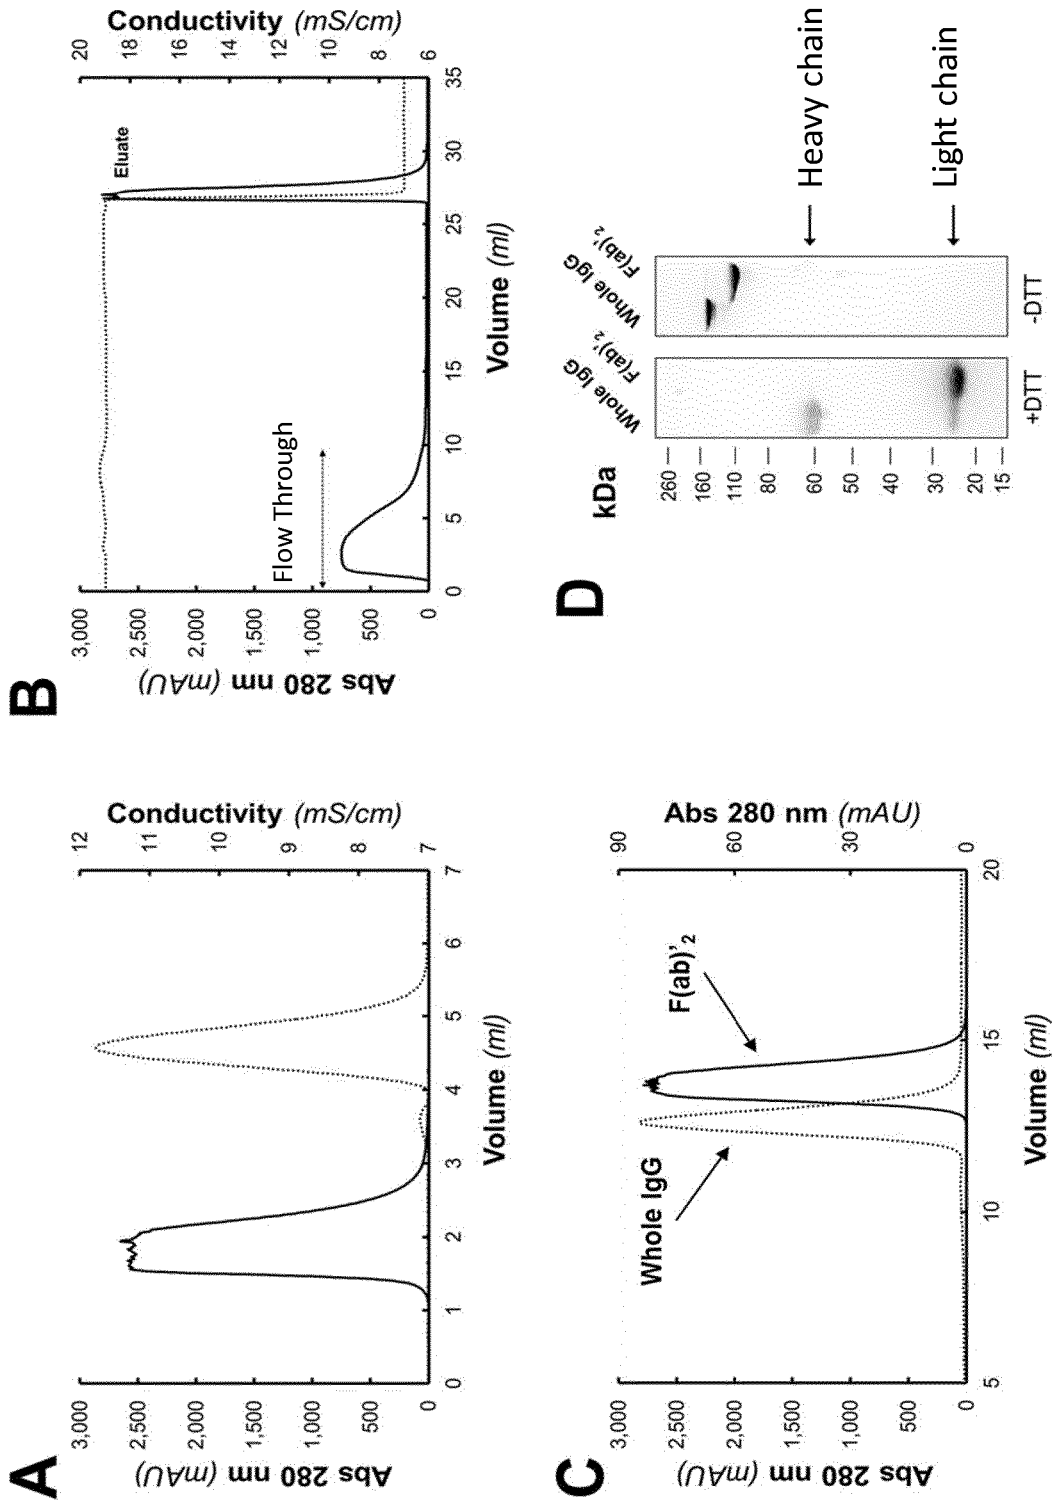 A
Abs 280 nm (mAU)
3,000
2,500
2,000
1,500
1,000
500
0
Conductivity (mS/cm)
12
11
10
9
8
7
0 1 2 3 4 5 6 7
Volume (ml)
B
Abs 280 nm (mAU)
3,000
2,500
2,000
1,500
1,000
500
0
Flow Through
Eluate
Conductivity (mS/cm)
20
18
16
14
12
10
8
6
0 5 10 15 20 25 30 35
Volume (ml)
C
Abs 280 nm (mAU)
3,000
2,500
2,000
1,500
1,000
500
0
Whole IgG
F(ab)'2
Abs 280 nm (mAU)
90
60
30
0
5 10 15 20
Volume (ml)
D
kDa
Whole IgG
F(ab)'2
Whole IgG
F(ab)'2
260
160
110
80
60
50
40
30
20
15
Heavy chain
Light chain
+DTT
-DTT